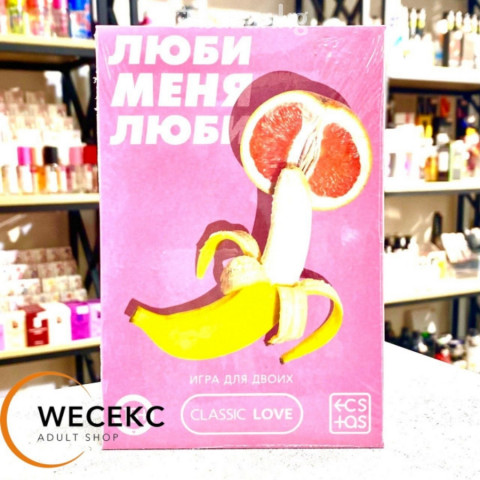 ЛЮБИ
МЕНЯ
ЛЮБИ
ИГРА ДЛЯ ДВОИХ
CLASSIC LOVE
ECS
TAS
WECEKC
ADULT SHOP